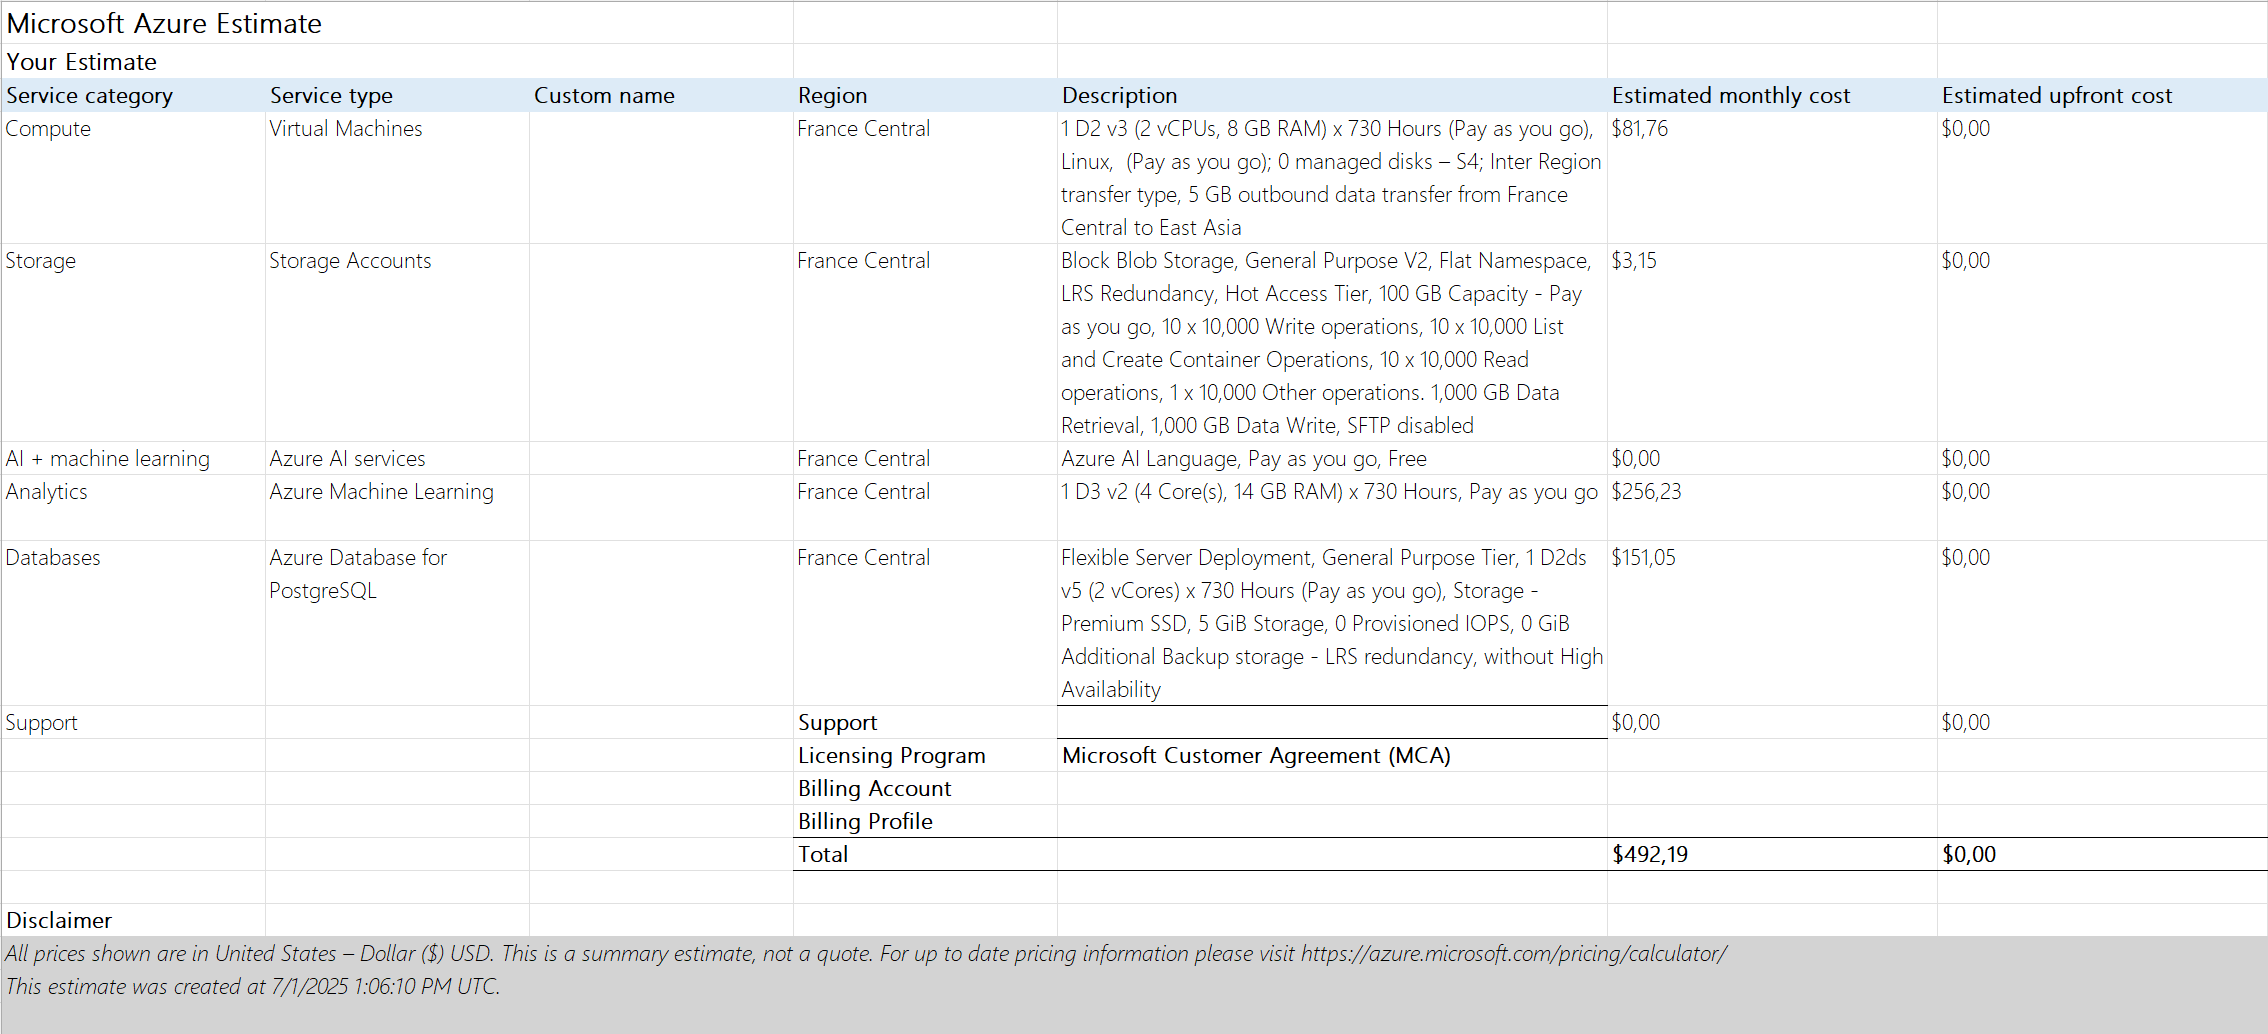 Microsoft Azure Estimate
Your Estimate
Service category Service type Custom name Region Description Estimated monthly cost Estimated upfront cost
Compute Virtual Machines France Central 1 D2 v3 (2 vCPUs, 8 GB RAM) x 730 Hours (Pay as you go), $81,76 $0,00
Linux,  (Pay as you go); 0 managed disks – S4; Inter Region
transfer type, 5 GB outbound data transfer from France
Central to East Asia
Storage Storage Accounts France Central Block Blob Storage, General Purpose V2, Flat Namespace, $3,15 $0,00
LRS Redundancy, Hot Access Tier, 100 GB Capacity - Pay
as you go, 10 x 10,000 Write operations, 10 x 10,000 List
and Create Container Operations, 10 x 10,000 Read
operations, 1 x 10,000 Other operations. 1,000 GB Data
Retrieval, 1,000 GB Data Write, SFTP disabled
AI + machine learning Azure AI services France Central Azure AI Language, Pay as you go, Free $0,00 $0,00
Analytics Azure Machine Learning France Central 1 D3 v2 (4 Core(s), 14 GB RAM) x 730 Hours, Pay as you go $256,23 $0,00
Databases Azure Database for France Central Flexible Server Deployment, General Purpose Tier, 1 D2ds $151,05 $0,00
PostgreSQL v5 (2 vCores) x 730 Hours (Pay as you go), Storage -
Premium SSD, 5 GiB Storage, 0 Provisioned IOPS, 0 GiB
Additional Backup storage - LRS redundancy, without High
Availability
Support Support $0,00 $0,00
Licensing Program Microsoft Customer Agreement (MCA)
Billing Account
Billing Profile
Total $492,19 $0,00
Disclaimer
All prices shown are in United States – Dollar ($) USD. This is a summary estimate, not a quote. For up to date pricing information please visit https://azure.microsoft.com/pricing/calculator/
This estimate was created at 7/1/2025 1:06:10 PM UTC.